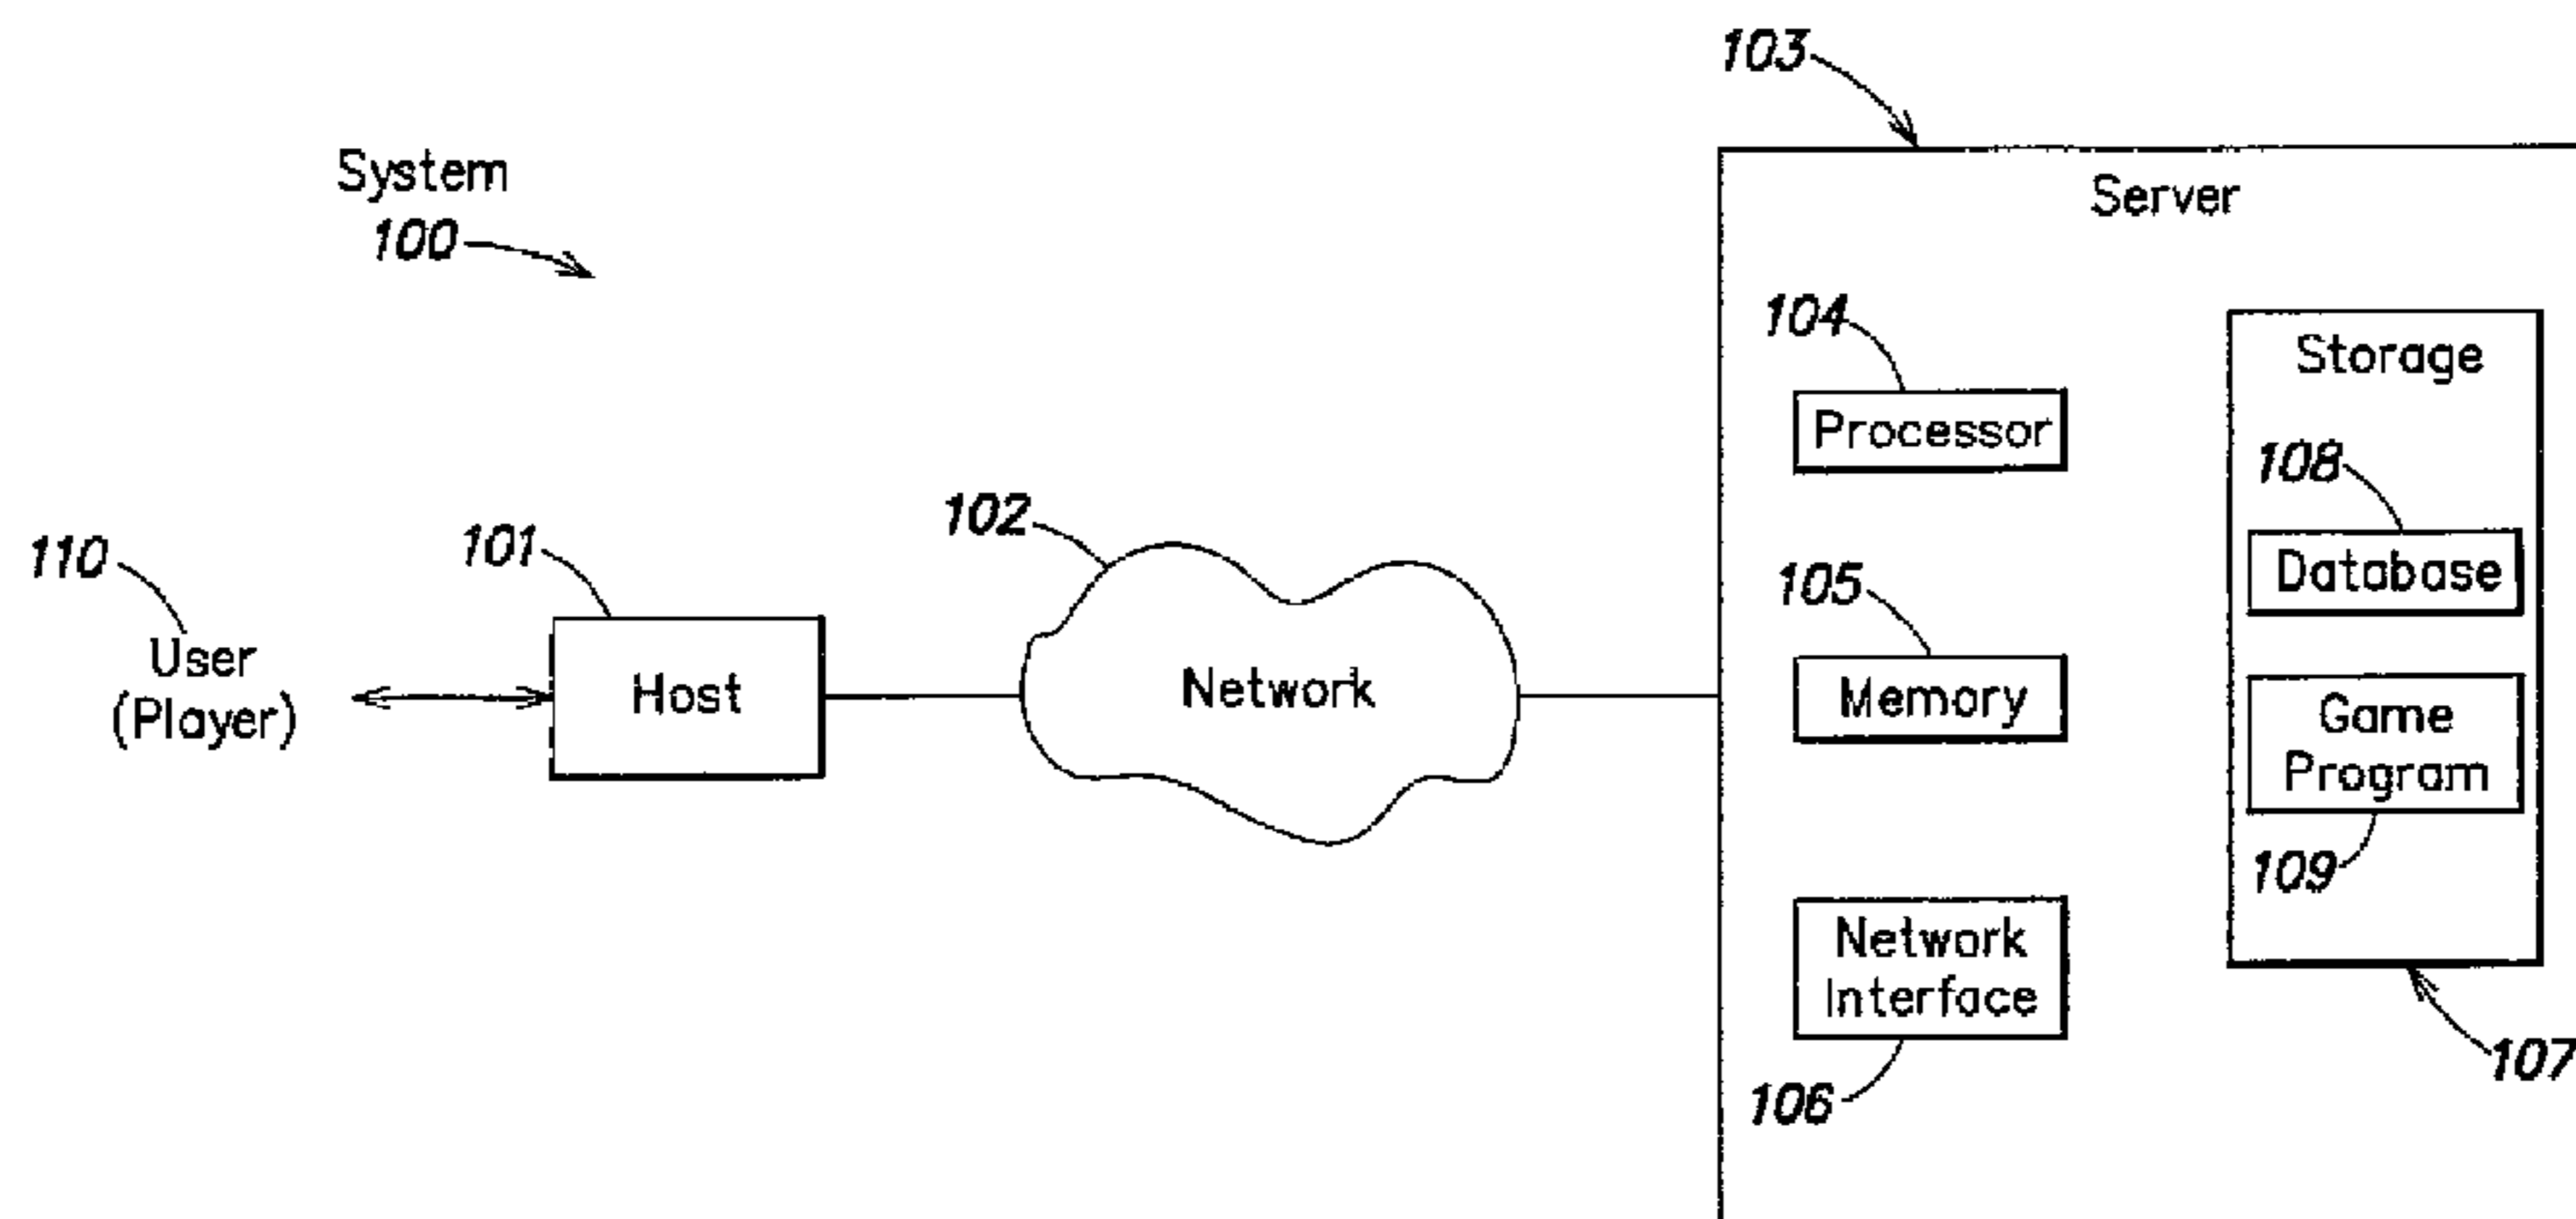 103
System
100
Server
104
Storage
Processor
108
102
101
110
Database
105
User
(Player)
Host
Network
Memory
Game
Program
109
Network
Interface
107
106